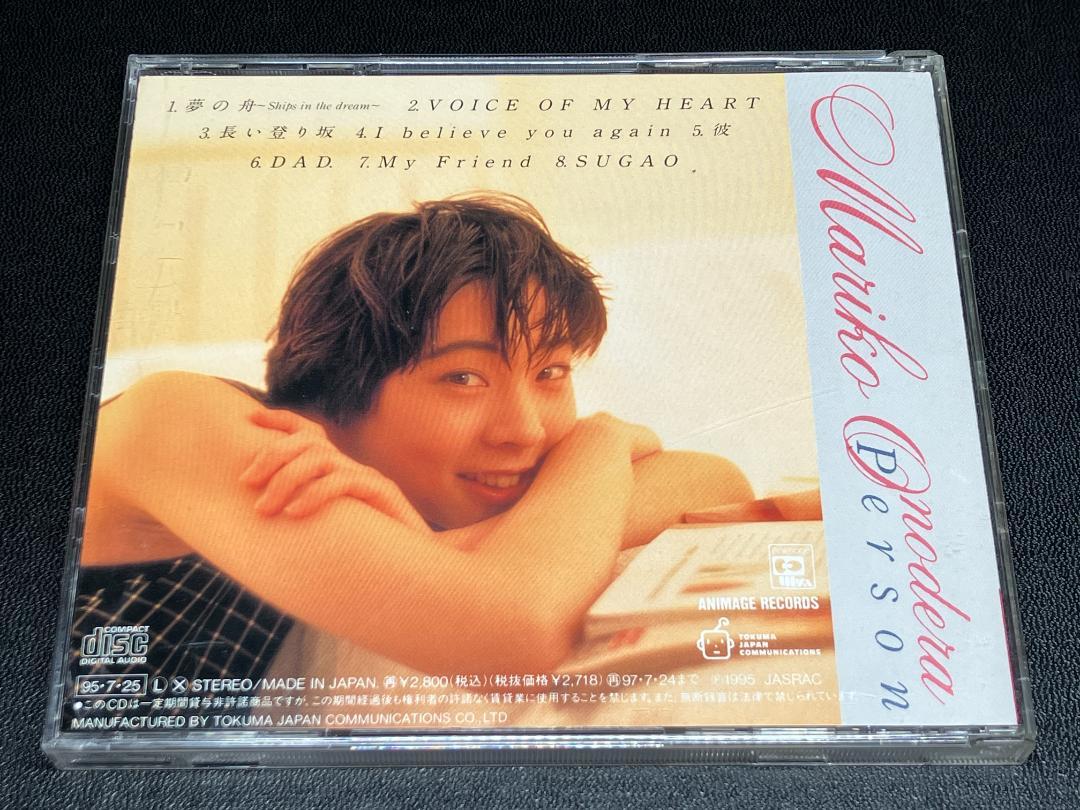 1.夢の舟〜Ships in the dream〜 2.VOICE OF MY HEART
3.長い登り坂 4.I believe you again 5.彼
6.DAD. 7.My Friend 8.SUGAO
Mariko Onodera
Person
ANIMAGE RECORDS
TOKUMA
JAPAN
COMMUNICATIONS
COMPACT
disc
DIGITAL AUDIO
95・7・25 L X STEREO/MADE IN JAPAN. 再¥2,800(税込)(税抜価格¥2,718) 再97・7・24まで Ⓟ1995 JASRAC
●このCDは一定期間貸与非許諾商品ですが、この期間経過後も権利者の許諾なく賃貸業に使用することを禁じます。また、無断録音は法律で禁じられています。
MANUFACTURED BY TOKUMA JAPAN COMMUNICATIONS CO.,LTD